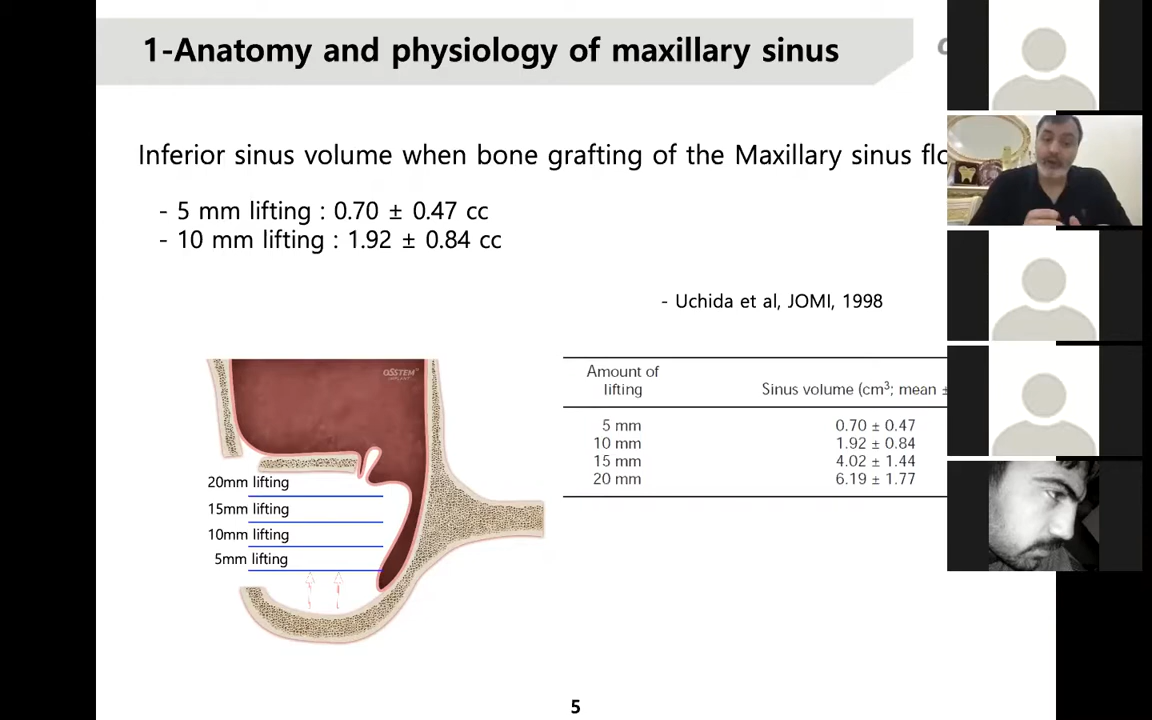 1-Anatomy and physiology of maxillary sinus
Inferior sinus volume when bone grafting of the Maxillary sinus
- 5 mm lifting : 0.70 ± 0.47 cc
- 10 mm lifting : 1.92 ± 0.84 cc
- Uchida et al, JOMI, 1998
OSSTEM
IMPLANT
20mm lifting
15mm lifting
10mm lifting
5mm lifting
Amount of
lifting
Sinus volume (cm³; mean ±
5 mm 0.70 ± 0.47
10 mm 1.92 ± 0.84
15 mm 4.02 ± 1.44
20 mm 6.19 ± 1.77
5